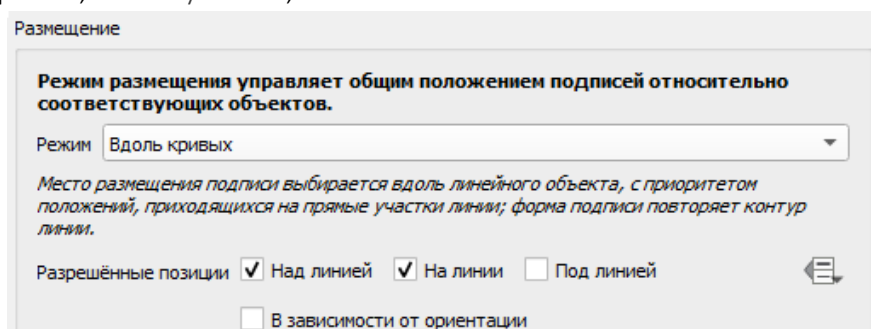 Размещение
Режим размещения управляет общим положением подписей относительно
соответствующих объектов.
Режим Вдоль кривых
Место размещения подписи выбирается вдоль линейного объекта, с приоритетом
положений, приходящихся на прямые участки линии; форма подписи повторяет контур
линии.
Разрешённые позиции Над линией На линии Под линией
В зависимости от ориентации